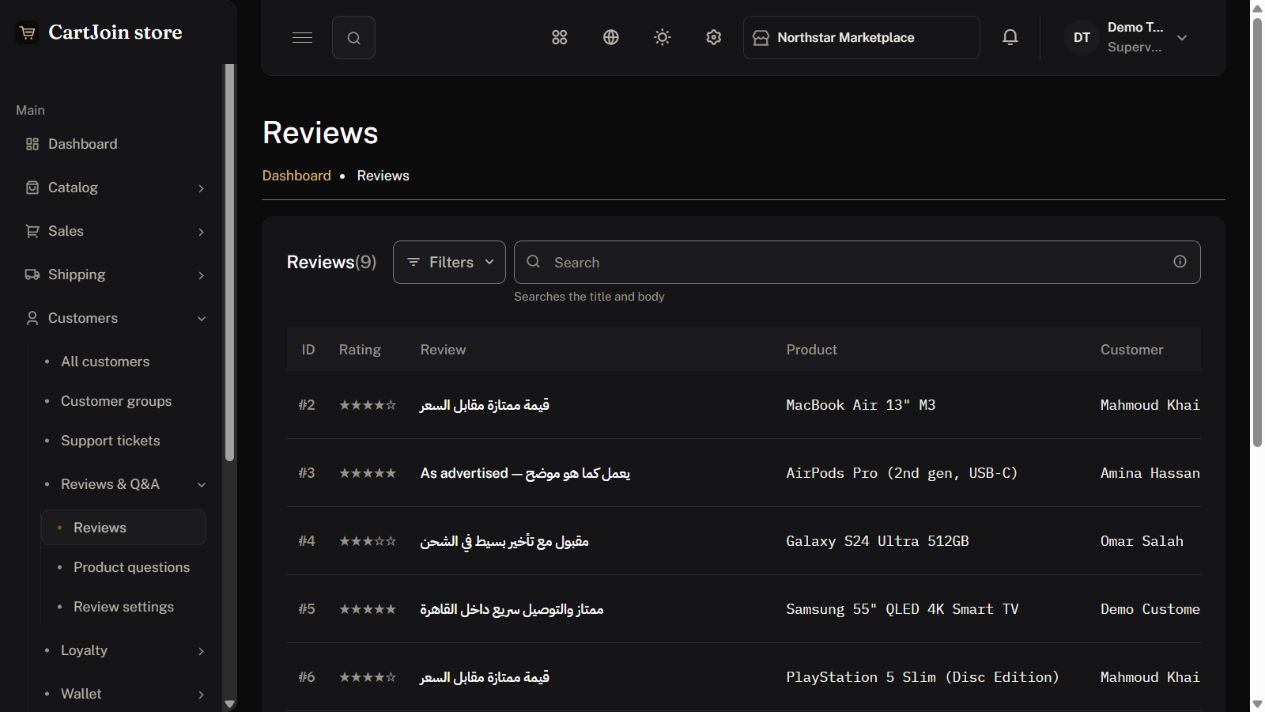 CartJoin store
Northstar Marketplace
DT
Demo T...
Superv...
Main
Dashboard
Catalog
Sales
Shipping
Customers
All customers
Customer groups
Support tickets
Reviews & Q&A
Reviews
Product questions
Review settings
Loyalty
Wallet
Reviews
Dashboard • Reviews
Reviews(9)
Filters
Search
Searches the title and body
ID Rating Review Product Customer
#2 ★★★★☆ قيمة ممتازة مقابل السعر MacBook Air 13" M3 Mahmoud Khai
#3 ★★★★★ As advertised — يعمل كما هو موضح AirPods Pro (2nd gen, USB-C) Amina Hassan
#4 ★★★☆☆ مقبول مع تأخير بسيط في الشحن Galaxy S24 Ultra 512GB Omar Salah
#5 ★★★★★ ممتاز والتوصيل سريع داخل القاهرة Samsung 55" QLED 4K Smart TV Demo Custome
#6 ★★★★☆ قيمة ممتازة مقابل السعر PlayStation 5 Slim (Disc Edition) Mahmoud Khai